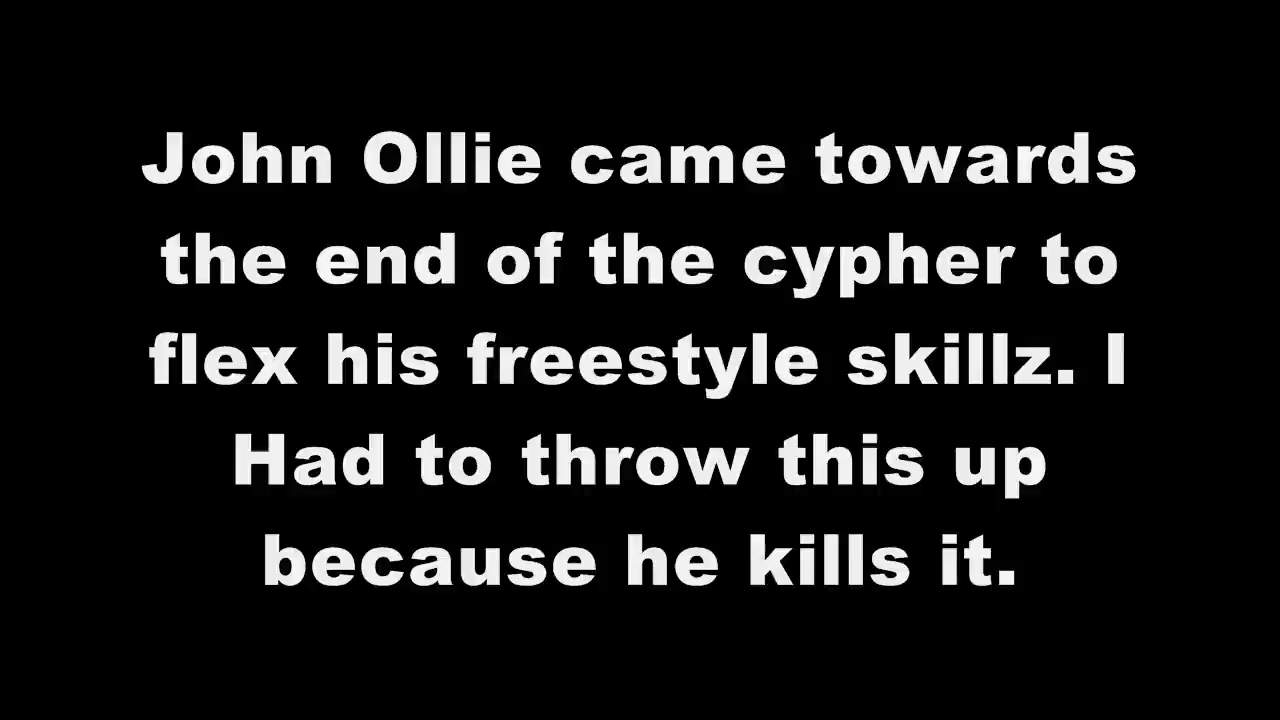 John Ollie came towards
the end of the cypher to
flex his freestyle skillz. I
Had to throw this up
because he kills it.